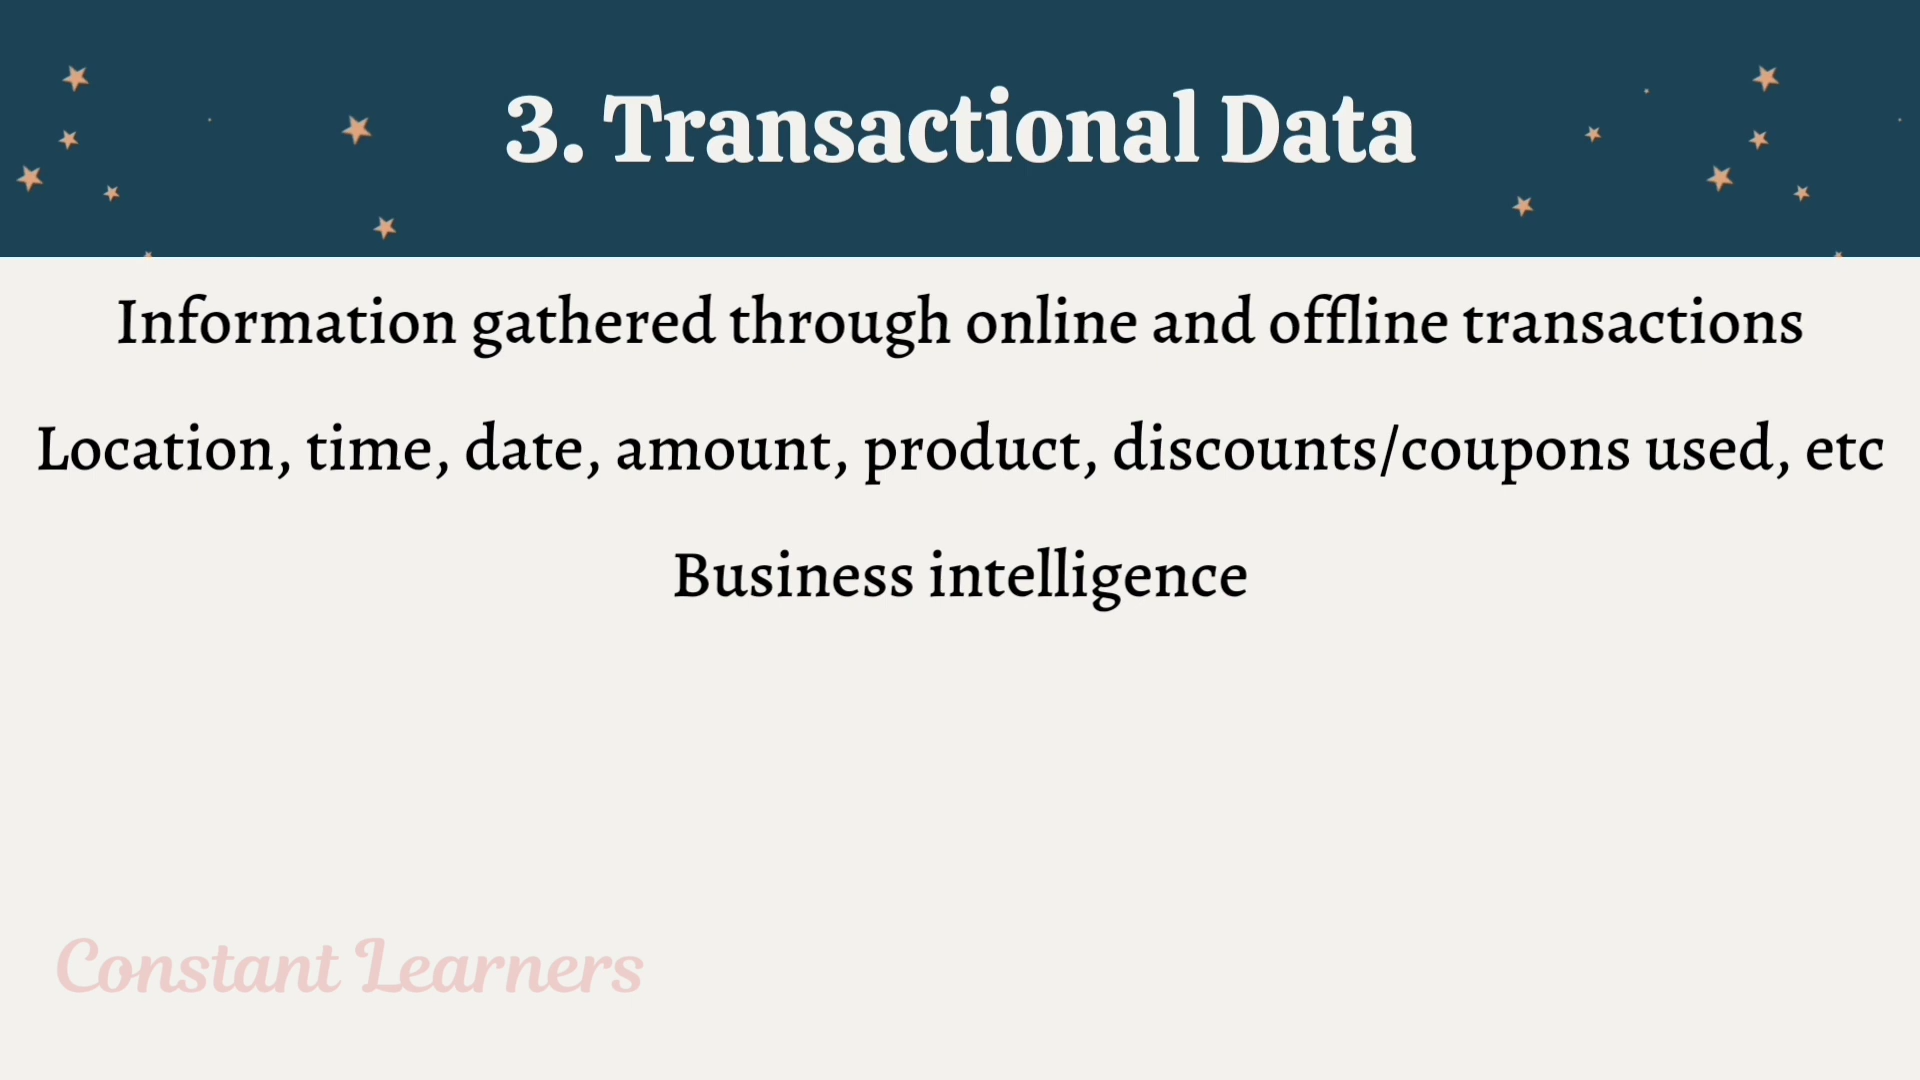 3. Transactional Data
Information gathered through online and offline transactions
Location, time, date, amount, product, discounts/coupons used, etc
Business intelligence
Constant Learners